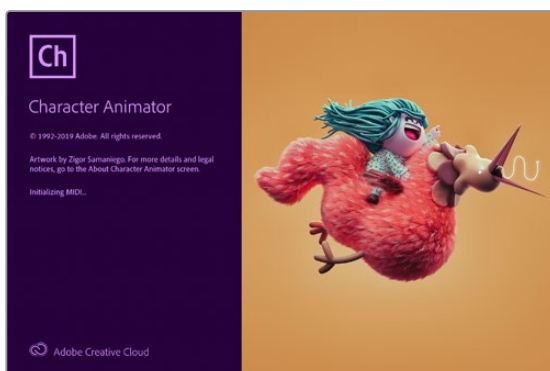 Ch
Character Animator
© 1992-2019 Adobe. All rights reserved.
Artwork by Zigor Samaniego. For more details and legal
notices, go to the About Character Animator screen.
Initializing MIDI...
Adobe Creative Cloud